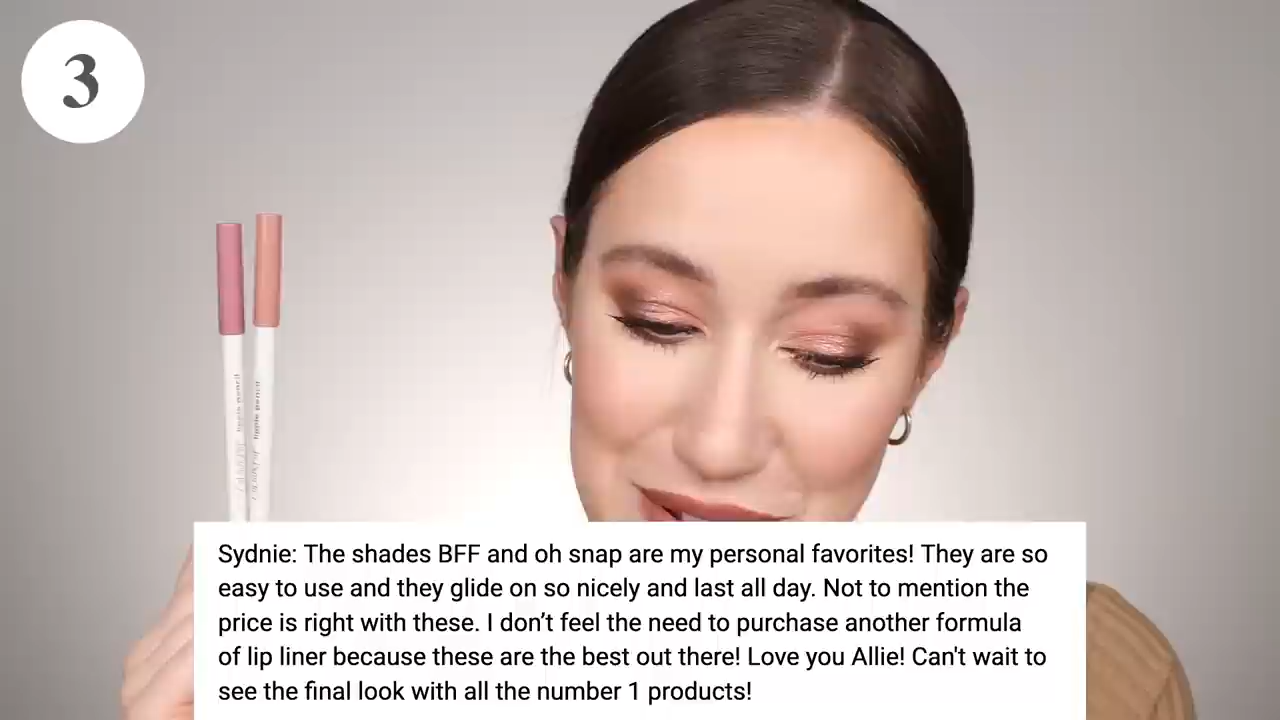 3
lippie pencil
lippie pencil
Sydnie: The shades BFF and oh snap are my personal favorites! They are so
easy to use and they glide on so nicely and last all day. Not to mention the
price is right with these. I don’t feel the need to purchase another formula
of lip liner because these are the best out there! Love you Allie! Can't wait to
see the final look with all the number 1 products!